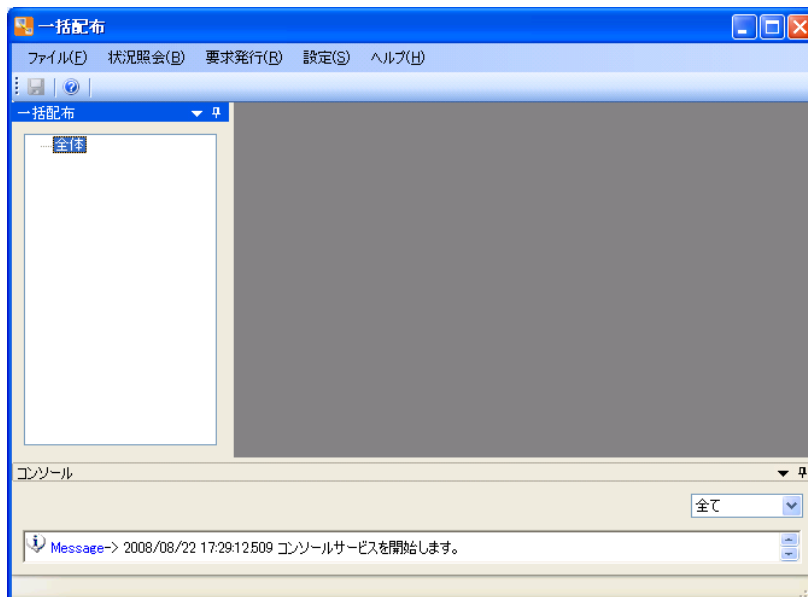 一括配布
ファイル(F) 状況照会(B) 要求発行(R) 設定(S) ヘルプ(H)
一括配布
全体
コンソール
全て
Message-> 2008/08/22 17:29:12.509 コンソールサービスを開始します。